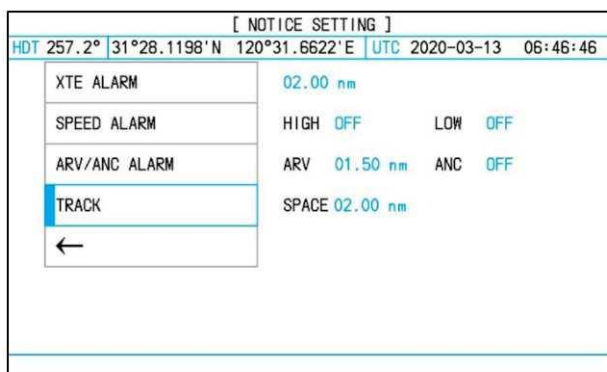 [ NOTICE SETTING ]
HDT 257.2° 31°28.1198'N 120°31.6622'E UTC 2020-03-13 06:46:46
XTE ALARM 02.00 nm
SPEED ALARM HIGH OFF LOW OFF
ARV/ANC ALARM ARV 01.50 nm ANC OFF
TRACK SPACE 02.00 nm
←